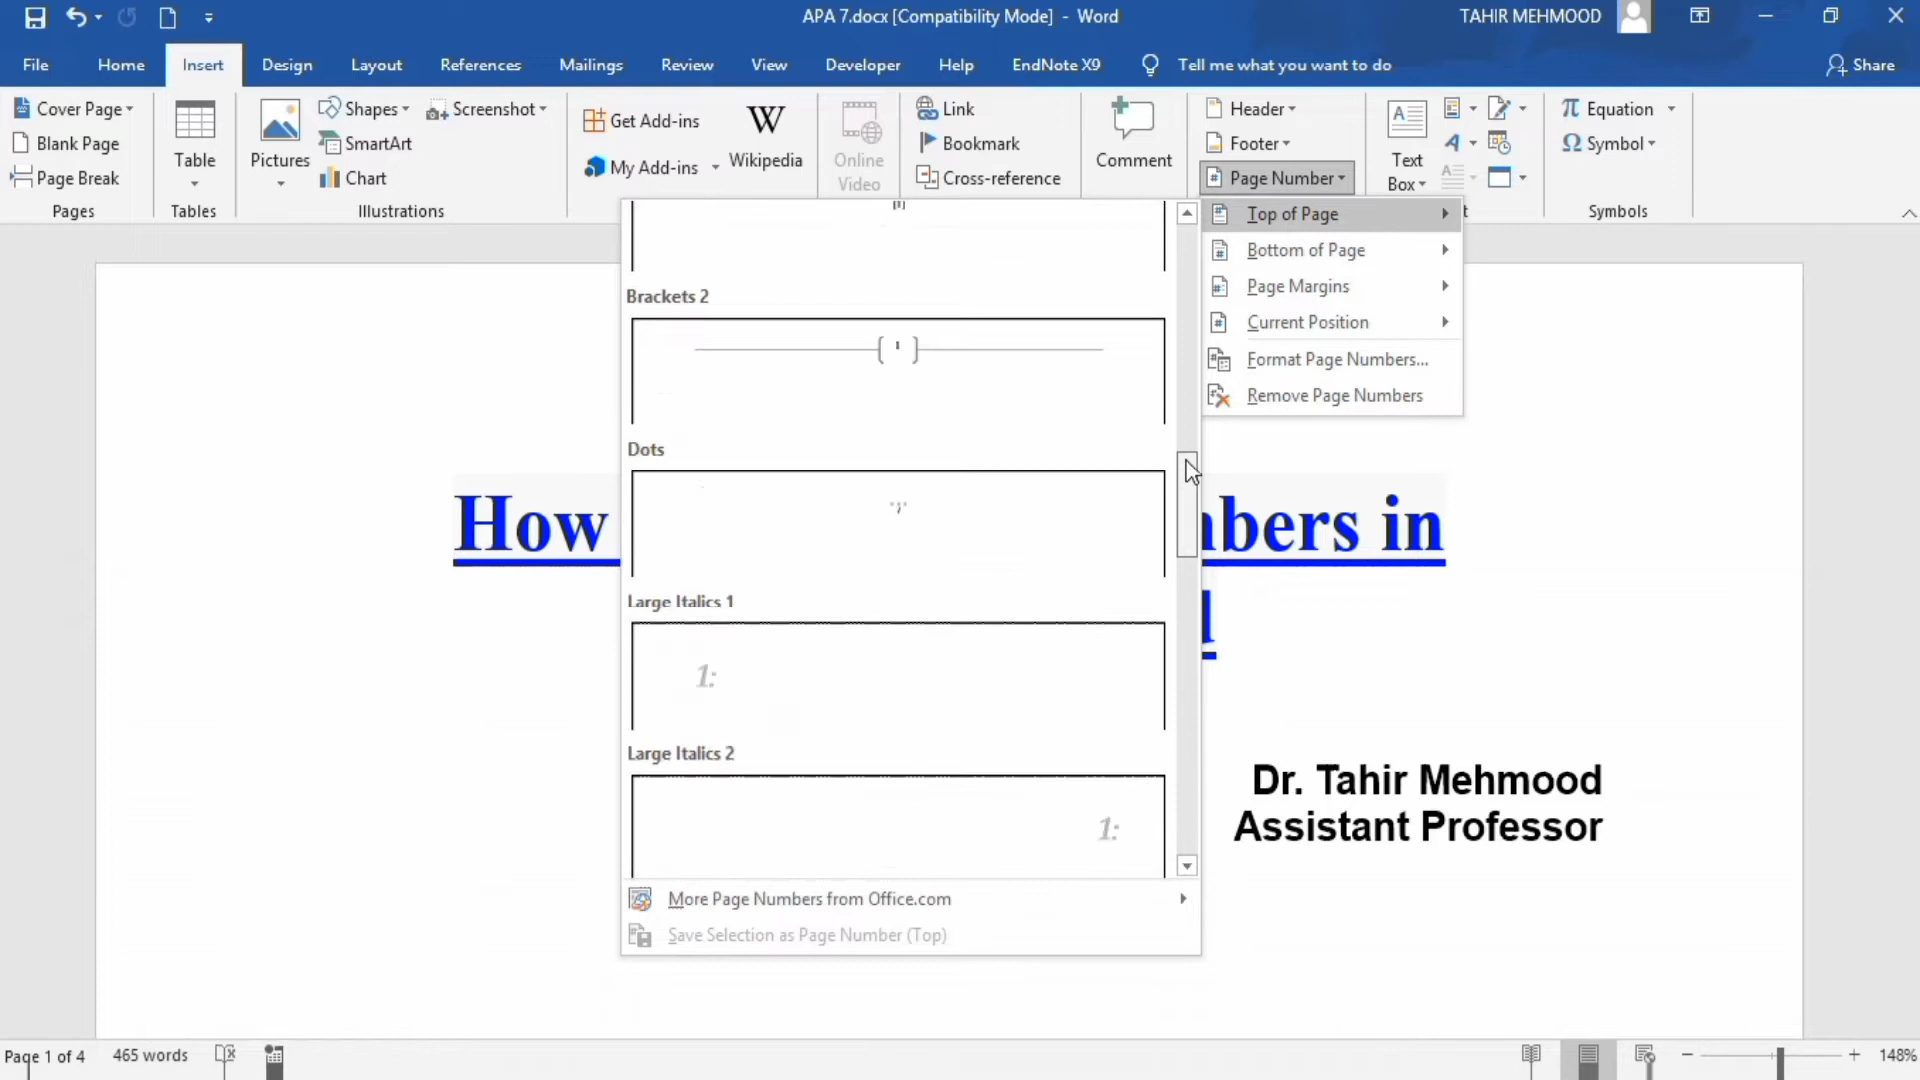 APA 7.docx [Compatibility Mode] - Word
TAHIR MEHMOOD
File Home Insert Design Layout References Mailings Review View Developer Help EndNote X9 Tell me what you want to do Share
Cover Page
Blank Page
Page Break
Pages
Table
Tables
Pictures
Shapes
SmartArt
Chart
Screenshot
Illustrations
Get Add-ins
My Add-ins
W
Wikipedia
Online
Video
Link
Bookmark
Cross-reference
Comment
Header
Footer
Page Number
Text
Box
Equation
Symbol
Symbols
Top of Page
Bottom of Page
Page Margins
Current Position
Format Page Numbers...
Remove Page Numbers
Brackets 2
Dots
Large Italics 1
1:
Large Italics 2
1:
More Page Numbers from Office.com
Save Selection as Page Number (Top)
How
bers in
Dr. Tahir Mehmood
Assistant Professor
Page 1 of 4 465 words
148%